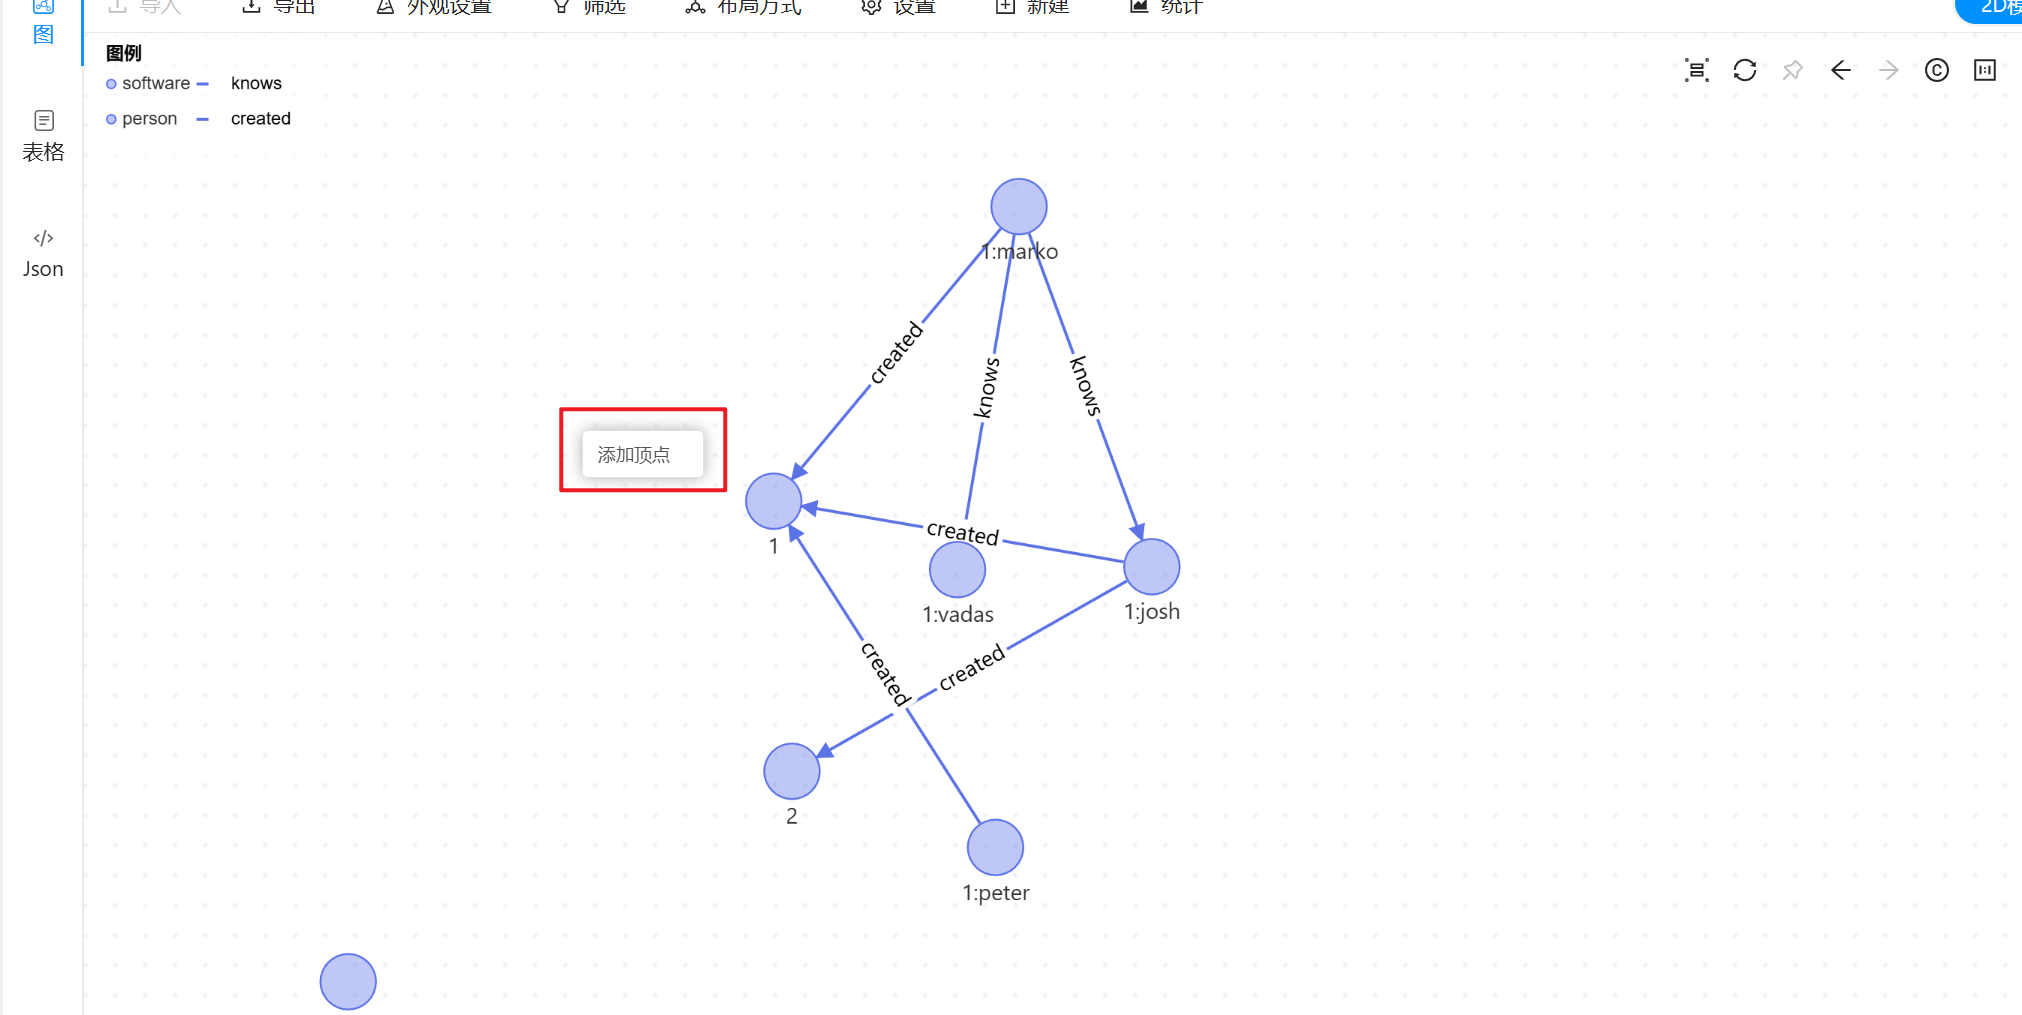 导入
导出
外观设置
筛选
布局方式
设置
新建
统计
图
图例
software
knows
person
created
表格
Json
1:marko
created
knows
knows
添加顶点
created
1
1:vadas
1:josh
created
created
2
1:peter